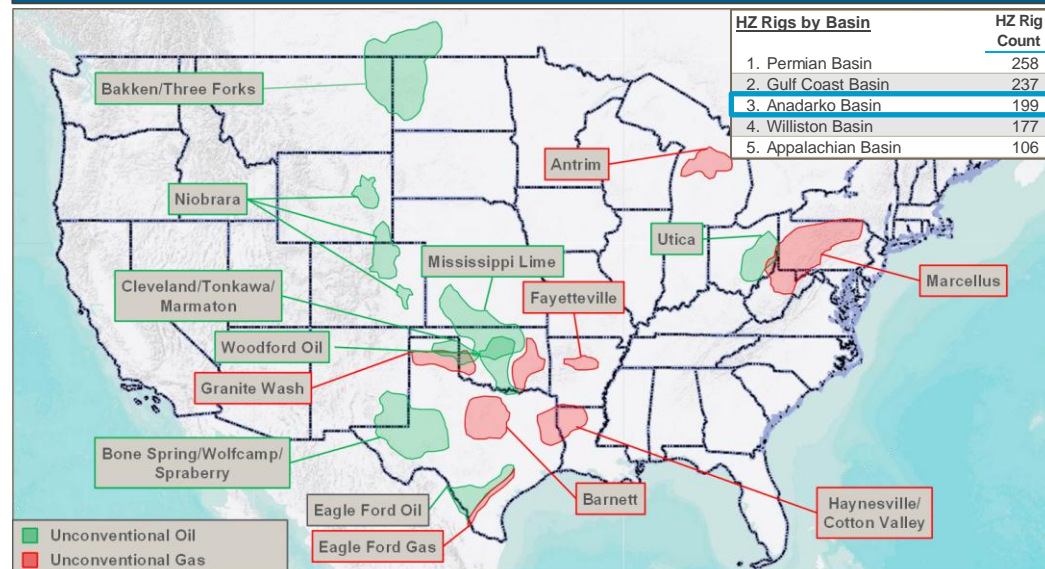 HZ Rigs by Basin HZ Rig
Count
1. Permian Basin 258
2. Gulf Coast Basin 237
3. Anadarko Basin 199
4. Williston Basin 177
5. Appalachian Basin 106
Bakken/Three Forks
Antrim
Niobrara
Utica
Mississippi Lime
Cleveland/Tonkawa/
Marmaton
Fayetteville
Marcellus
Woodford Oil
Granite Wash
Bone Spring/Wolfcamp/
Spraberry
Eagle Ford Oil
Barnett
Haynesville/
Cotton Valley
Eagle Ford Gas
Unconventional Oil
Unconventional Gas